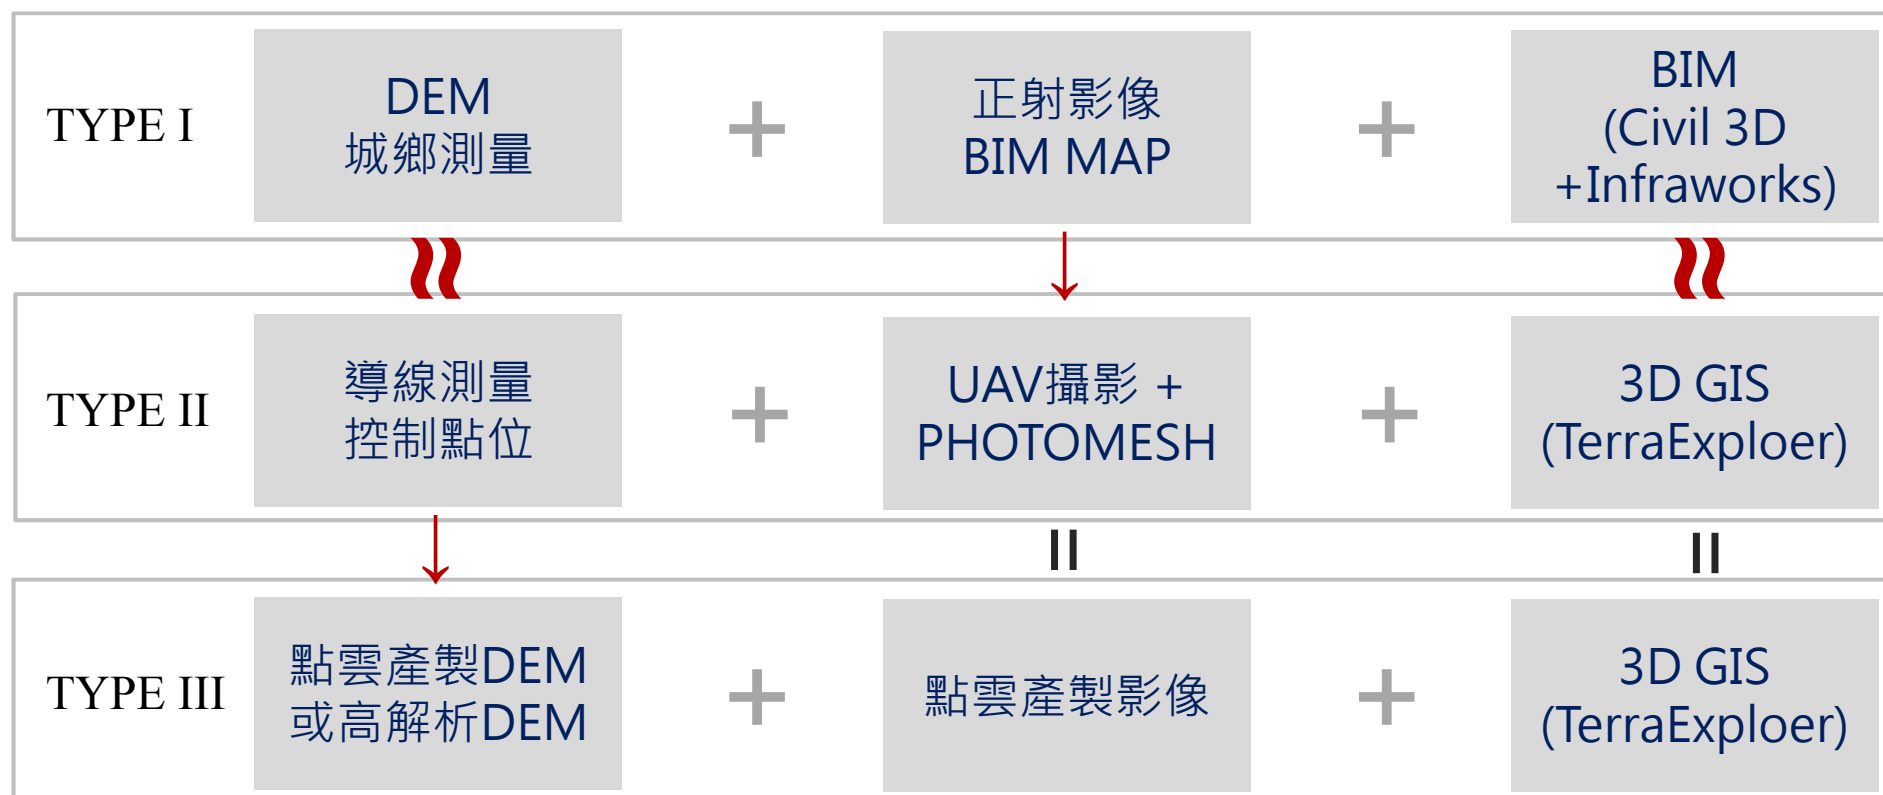 TYPE I
DEM
城鄉測量
+
正射影像
BIM MAP
+
BIM
(Civil 3D
+Infraworks)
≈
↓
≈
TYPE II
導線測量
控制點位
+
UAV攝影 +
PHOTOMESH
+
3D GIS
(TerraExploer)
↓
=
=
TYPE III
點雲產製DEM
或高解析DEM
+
點雲產製影像
+
3D GIS
(TerraExploer)